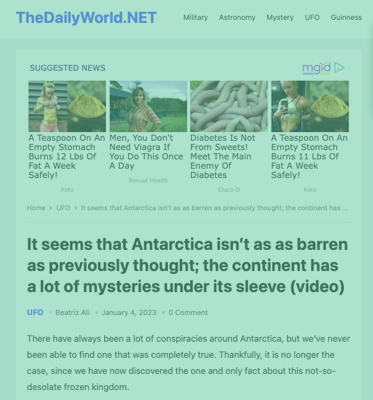 TheDailyWorld.NET
Military Astronomy Mystery UFO Guinness
SUGGESTED NEWS
mgid
A Teaspoon On An
Empty Stomach
Burns 12 Lbs Of
Fat A Week
Safely!
Keto
Men, You Don't
Need Viagra If
You Do This Once
A Day
Sexual Health
Diabetes Is Not
From Sweets!
Meet The Main
Enemy Of
Diabetes
Gluco-D
A Teaspoon On An
Empty Stomach
Burns 11 Lbs Of
Fat A Week
Safely!
Keto
Home > UFO > It seems that Antarctica isn't as as barren as previously thought; the continent has ...
It seems that Antarctica isn't as as barren
as previously thought; the continent has
a lot of mysteries under its sleeve (video)
UFO • Beatriz Ali • January 4, 2023 • 0 Comment
There have always been a lot of conspiracies around Antarctica, but we've never
been able to find one that was completely true. Thankfully, it is no longer the
case, since we have now discovered the one and only fact about this not-so-
desolate frozen kingdom.